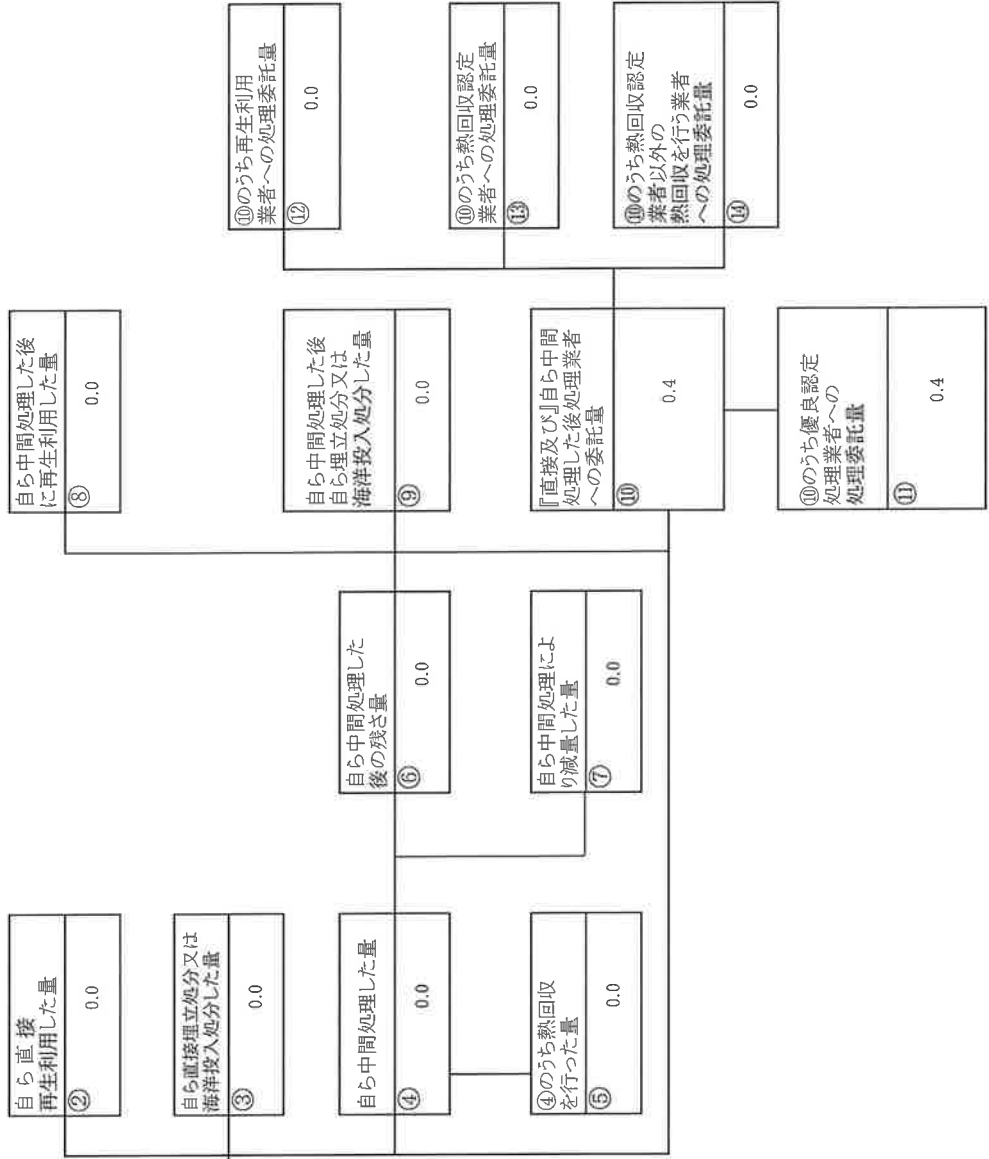 自 ら 直 接
再生利用した量
②
0.0
自ら直接埋立処分又は
海洋投入処分した量
③
0.0
自ら中間処理した量
④
0.0
④のうち熱回収
を行った量
⑤
0.0
自ら中間処理した
後の残さ量
⑥
0.0
自ら中間処理によ
り減量した量
⑦
0.0
自ら中間処理した後
に再生利用した量
⑧
0.0
自ら中間処理した後
自ら埋立処分又は
海洋投入処分した量
⑨
0.0
『直接及び』自ら中間
処理した後処理業者
への委託量
⑩
0.4
⑩のうち優良認定
処理業者への
処理委託量
⑪
0.4
⑩のうち再生利用
業者への処理委託量
⑫
0.0
⑩のうち熱回収認定
業者への処理委託量
⑬
0.0
⑩のうち熱回収認定
業者以外の
熱回収を行う業者
への処理委託量
⑭
0.0